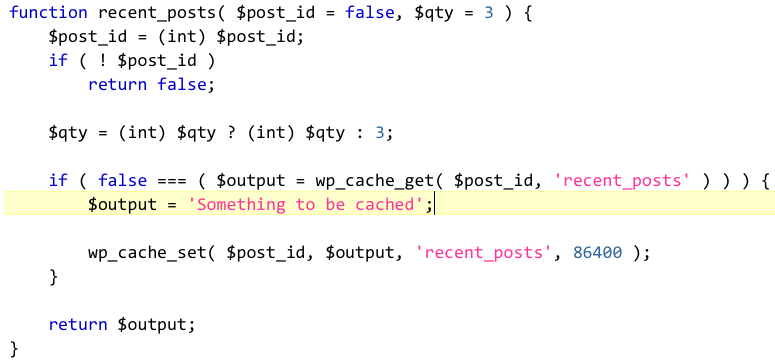 function recent_posts( $post_id = false, $qty = 3 ) {
    $post_id = (int) $post_id;
    if ( ! $post_id )
        return false;

    $qty = (int) $qty ? (int) $qty : 3;

    if ( false === ( $output = wp_cache_get( $post_id, 'recent_posts' ) ) ) {
        $output = 'Something to be cached';

        wp_cache_set( $post_id, $output, 'recent_posts', 86400 );
    }

    return $output;
}